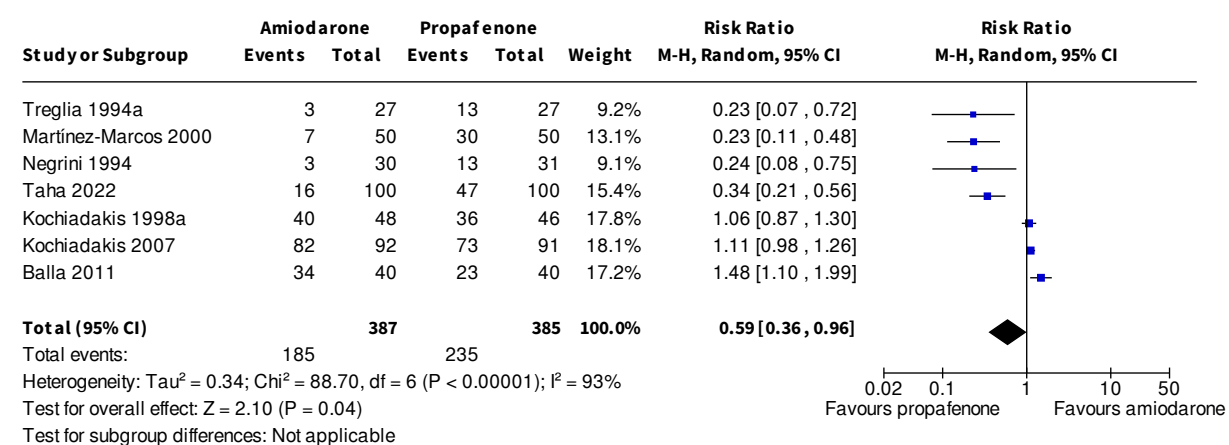 Amiodarone Propafenone Risk Ratio Risk Ratio
Study or Subgroup Events Total Events Total Weight M-H, Random, 95% CI M-H, Random, 95% CI
Treglia 1994a 3 27 13 27 9.2% 0.23 [0.07 , 0.72]
Martínez-Marcos 2000 7 50 30 50 13.1% 0.23 [0.11 , 0.48]
Negrini 1994 3 30 13 31 9.1% 0.24 [0.08 , 0.75]
Taha 2022 16 100 47 100 15.4% 0.34 [0.21 , 0.56]
Kochiadakis 1998a 40 48 36 46 17.8% 1.06 [0.87 , 1.30]
Kochiadakis 2007 82 92 73 91 18.1% 1.11 [0.98 , 1.26]
Balla 2011 34 40 23 40 17.2% 1.48 [1.10 , 1.99]
Total (95% CI) 387 385 100.0% 0.59 [0.36 , 0.96]
Total events: 185 235
Heterogeneity: Tau² = 0.34; Chi² = 88.70, df = 6 (P < 0.00001); I² = 93%
0.02 0.1 1 10 50
Test for overall effect: Z = 2.10 (P = 0.04) Favours propafenone Favours amiodarone
Test for subgroup differences: Not applicable